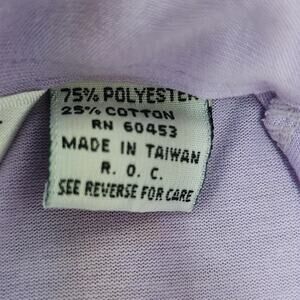 75% POLYESTER
25% COTTON
RN 60453
MADE IN TAIWAN
R. O. C.
SEE REVERSE FOR CARE